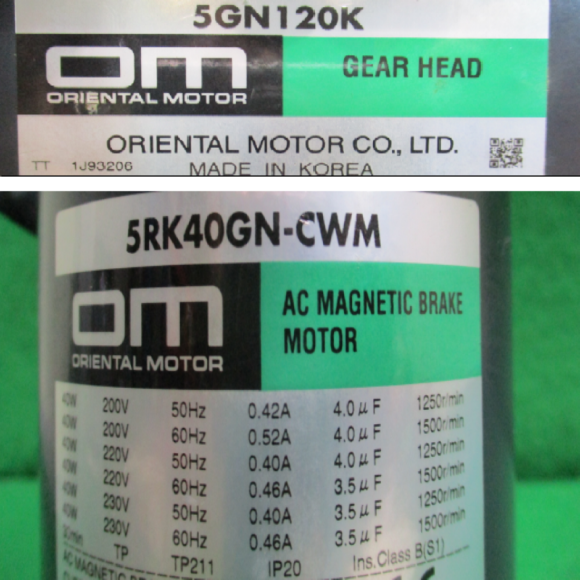 5GN120K
om
ORIENTAL MOTOR
GEAR HEAD
ORIENTAL MOTOR CO., LTD.
TT 1J93206
MADE IN KOREA
5RK40GN-CWM
om
ORIENTAL MOTOR
AC MAGNETIC BRAKE
MOTOR
40W 200V 50Hz 0.42A 4.0μF 1250r/min
40W 200V 60Hz 0.52A 4.0μF 1500r/min
40W 220V 50Hz 0.40A 4.0μF 1250r/min
40W 220V 60Hz 0.46A 3.5μF 1500r/min
40W 230V 50Hz 0.40A 3.5μF 1250r/min
40W 230V 60Hz 0.46A 3.5μF 1500r/min
min TP TP211 IP20 Ins.Class B(S1)
AC MAGNETIC